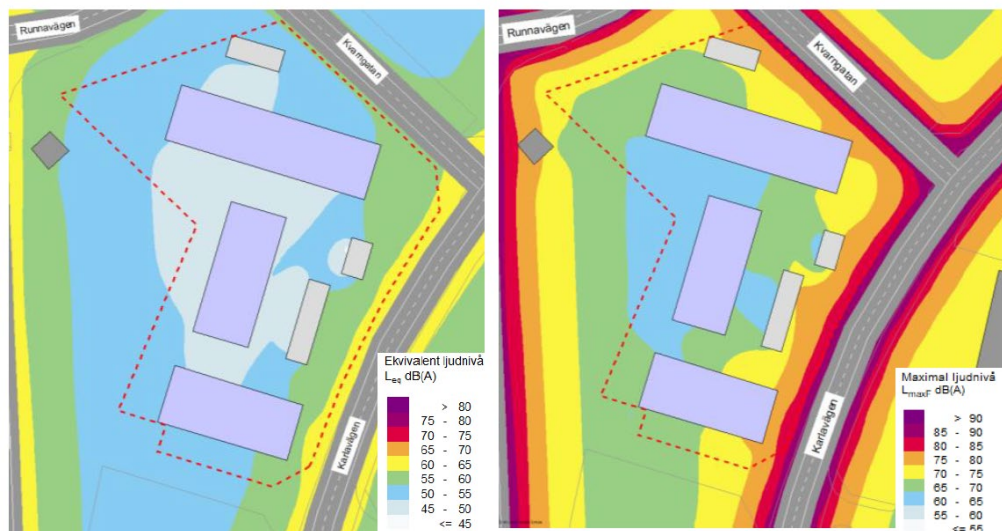 Runnavägen
Kvarngatan
Karlavägen
Ekvivalent ljudnivå
Leq dB(A)
> 80
75 - 80
70 - 75
65 - 70
60 - 65
55 - 60
50 - 55
45 - 50
<= 45
Runnavägen
Kvarngatan
Karlavägen
Maximal ljudnivå
LmaxF dB(A)
> 90
85 - 90
80 - 85
75 - 80
70 - 75
65 - 70
60 - 65
55 - 60
<= 55